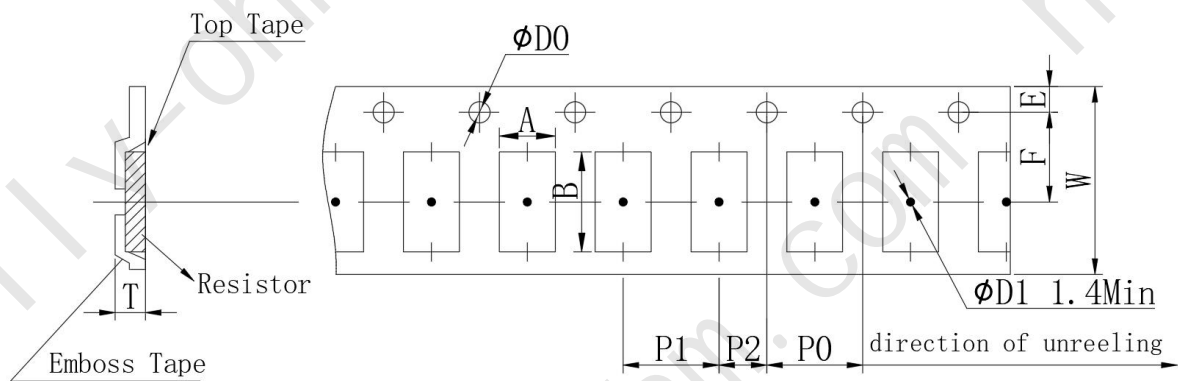 Top Tape
ϕD0
E
A
F
W
B
Resistor
T
ϕD1 1.4Min
P1
P2
P0
direction of unreeling
Emboss Tape